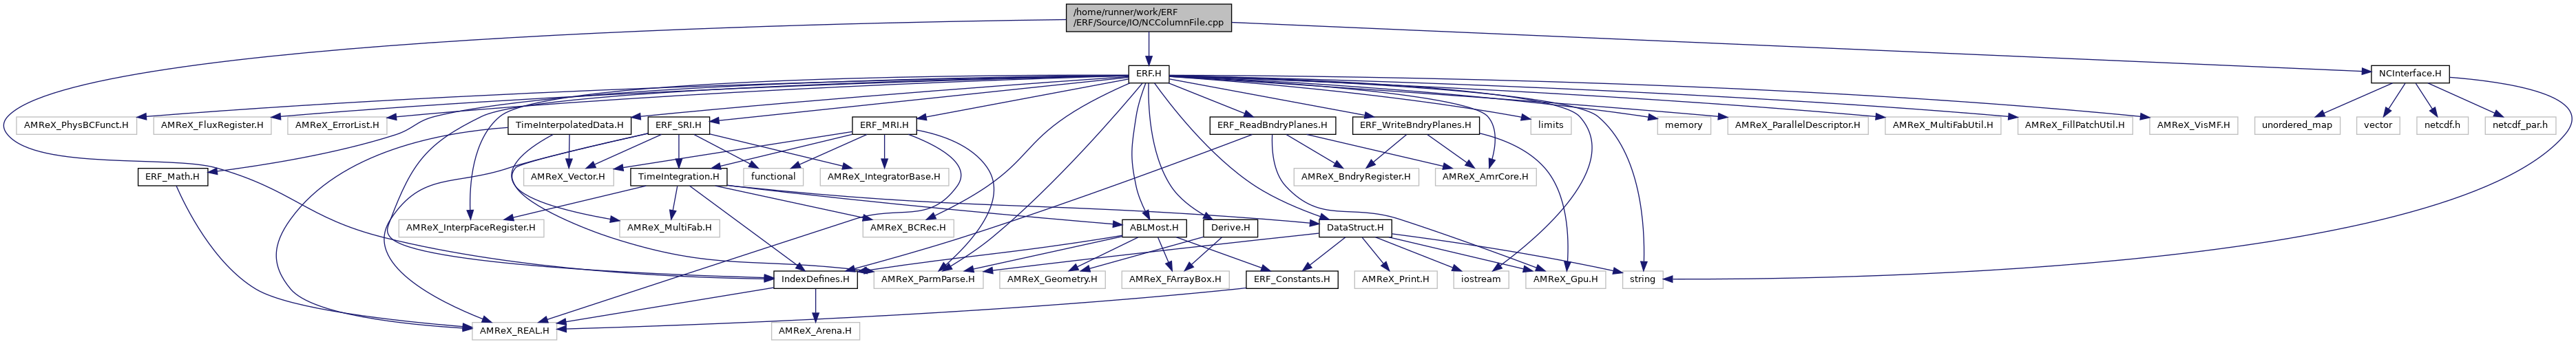 /home/runner/work/ERF
/ERF/Source/IO/NCColumnFile.cpp
ERF.H
NCInterface.H
AMReX_PhysBCFunct.H
AMReX_FluxRegister.H
AMReX_ErrorList.H
TimeInterpolatedData.H
ERF_SRI.H
ERF_MRI.H
ERF_ReadBndryPlanes.H
ERF_WriteBndryPlanes.H
limits
memory
AMReX_ParallelDescriptor.H
AMReX_MultiFabUtil.H
AMReX_FillPatchUtil.H
AMReX_VisMF.H
unordered_map
vector
netcdf.h
netcdf_par.h
ERF_Math.H
AMReX_Vector.H
TimeIntegration.H
functional
AMReX_IntegratorBase.H
AMReX_BndryRegister.H
AMReX_AmrCore.H
AMReX_InterpFaceRegister.H
AMReX_MultiFab.H
AMReX_BCRec.H
ABLMost.H
Derive.H
DataStruct.H
IndexDefines.H
AMReX_ParmParse.H
AMReX_Geometry.H
AMReX_FArrayBox.H
ERF_Constants.H
AMReX_Print.H
iostream
AMReX_Gpu.H
string
AMReX_REAL.H
AMReX_Arena.H